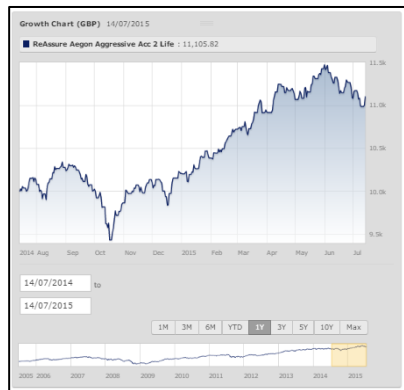 Growth Chart (GBP) 14/07/2015
ReAssure Aegon Aggressive Acc 2 Life : 11,105.82
11.5k
11.0k
10.5k
10.0k
9.5k
2014 Aug Sep Oct Nov Dec 2015 Feb Mar Apr May Jun Jul
14/07/2014 to
14/07/2015
1M 3M 6M YTD 1Y 3Y 5Y 10Y Max
2005 2006 2007 2008 2009 2010 2011 2012 2013 2014 2015